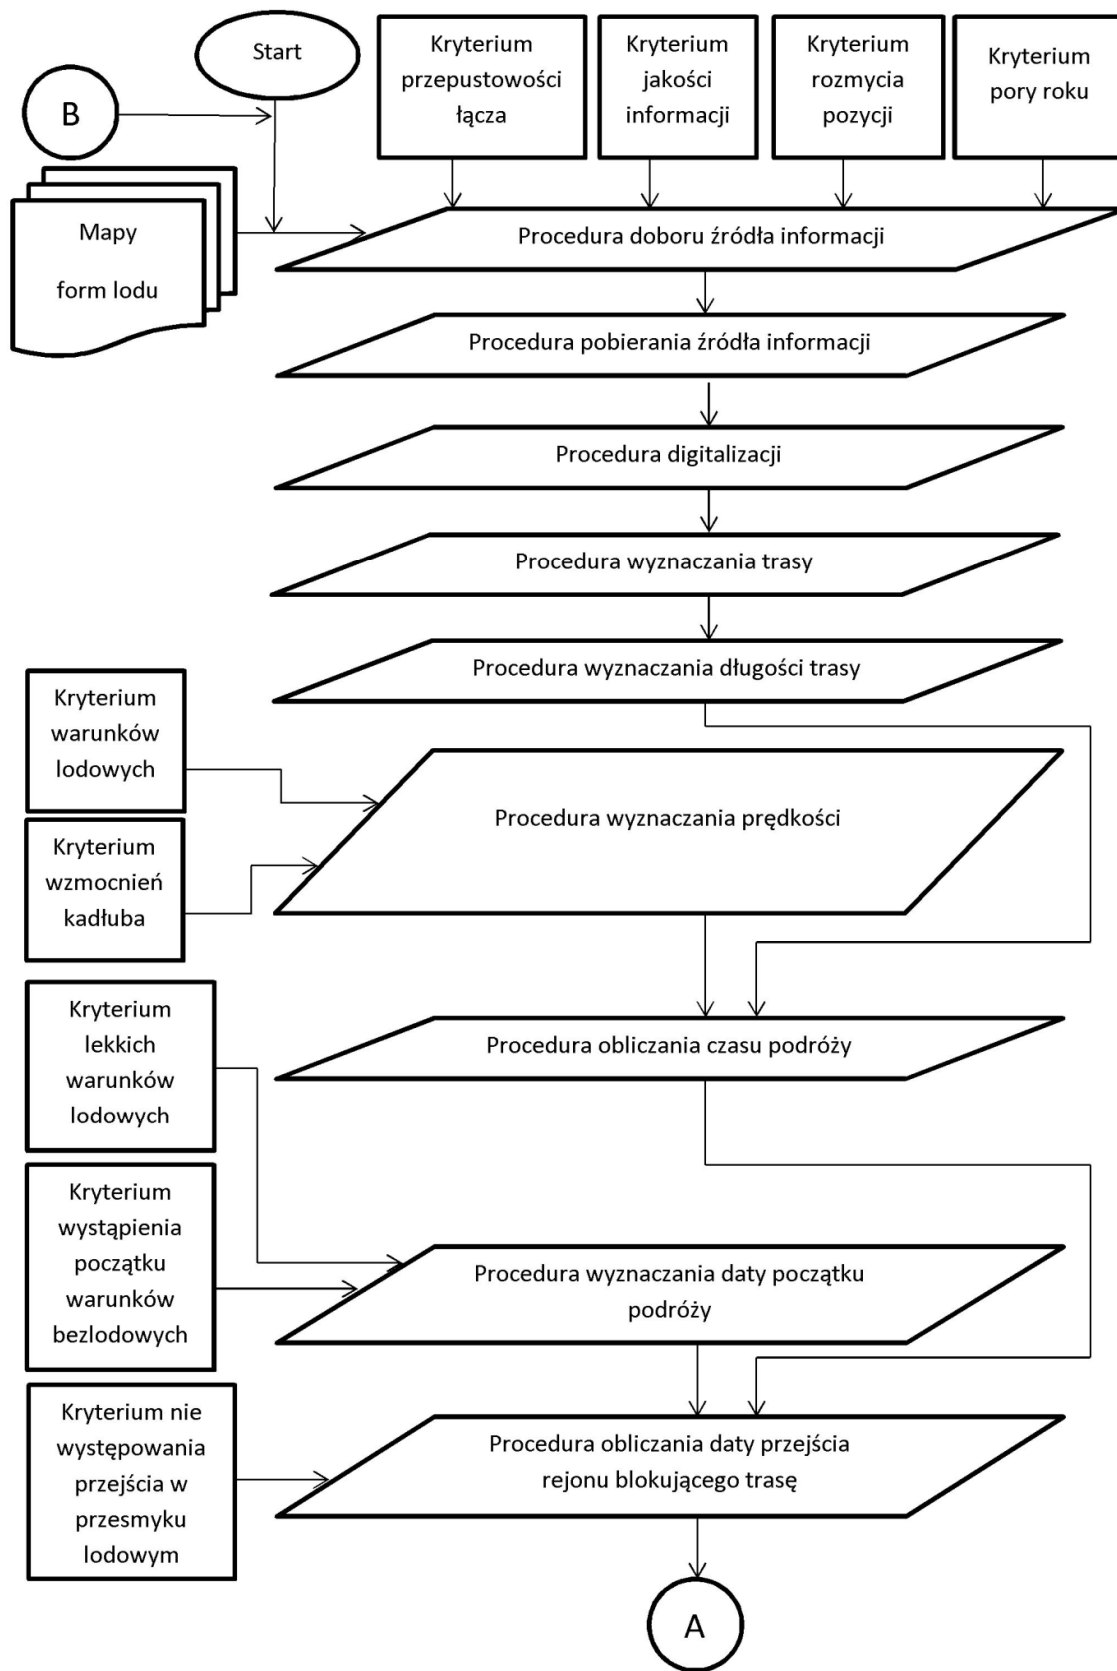 Start
Kryterium
przepustowości
łącza
Kryterium
jakości
informacji
Kryterium
rozmycia
pozycji
Kryterium
pory roku
B
Mapy
form lodu
Procedura doboru źródła informacji
Procedura pobierania źródła informacji
Procedura digitalizacji
Procedura wyznaczania trasy
Procedura wyznaczania długości trasy
Kryterium
warunków
lodowych
Procedura wyznaczania prędkości
Kryterium
wzmocnień
kadłuba
Kryterium
lekkich
warunków
lodowych
Procedura obliczania czasu podróży
Kryterium
wystąpienia
początku
warunków
bezlodowych
Procedura wyznaczania daty początku
podróży
Kryterium nie
występowania
przejścia w
przesmyku
lodowym
Procedura obliczania daty przejścia
rejonu blokującego trasę
A